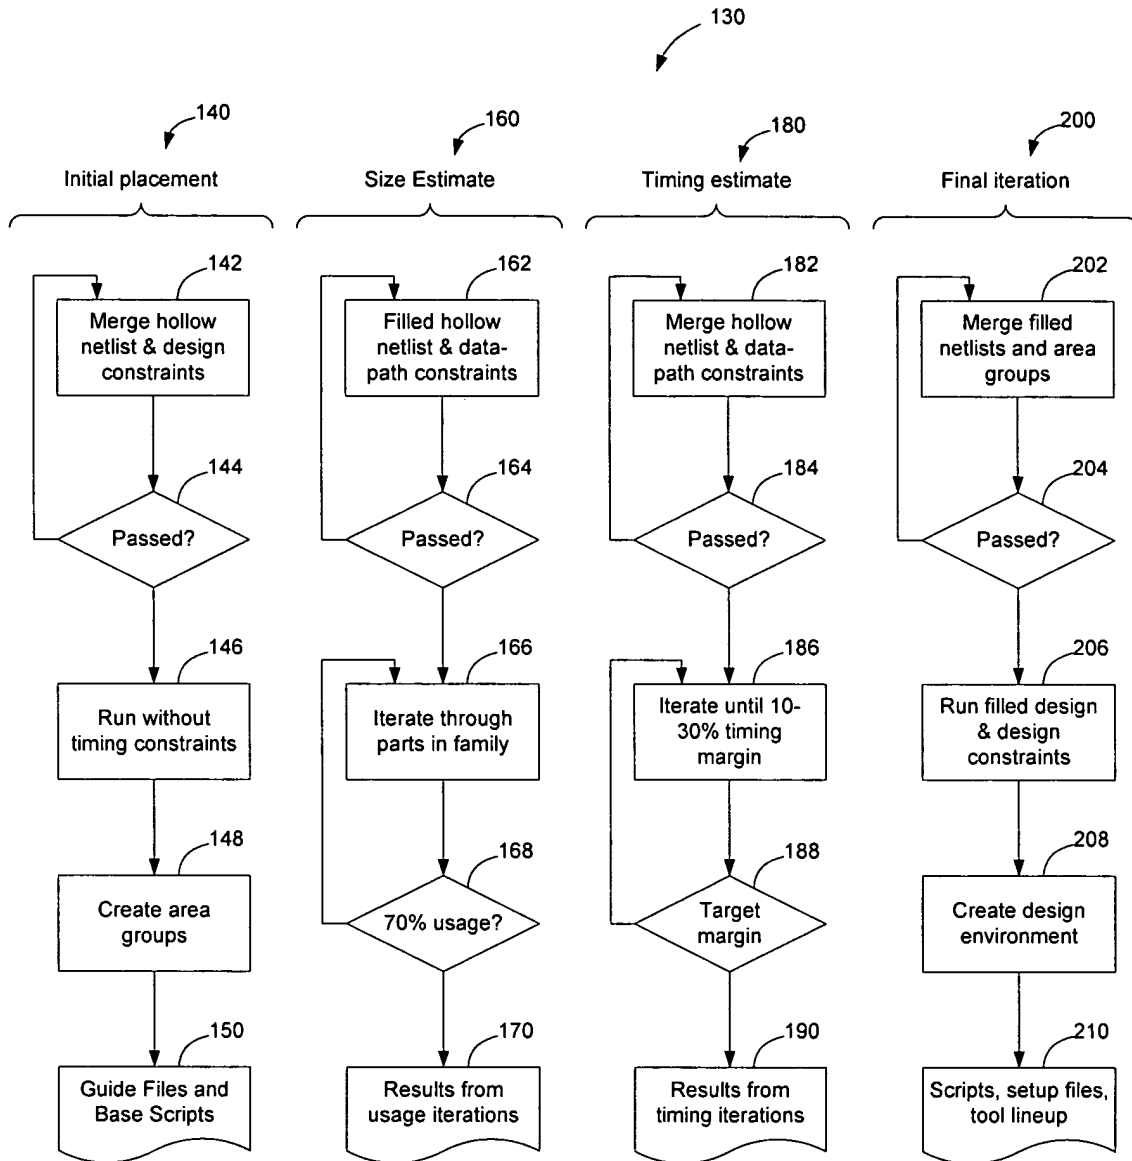 130
140
160
180
200
Initial placement
Size Estimate
Timing estimate
Final iteration
142
Merge hollow
netlist & design
constraints
144
Passed?
146
Run without
timing constraints
148
Create area
groups
150
Guide Files and
Base Scripts
162
Filled hollow
netlist & data-
path constraints
164
Passed?
166
Iterate through
parts in family
168
70% usage?
170
Results from
usage iterations
182
Merge hollow
netlist & data-
path constraints
184
Passed?
186
Iterate until 10-
30% timing
margin
188
Target
margin
190
Results from
timing iterations
202
Merge filled
netlists and area
groups
204
Passed?
206
Run filled design
& design
constraints
208
Create design
environment
210
Scripts, setup files,
tool lineup